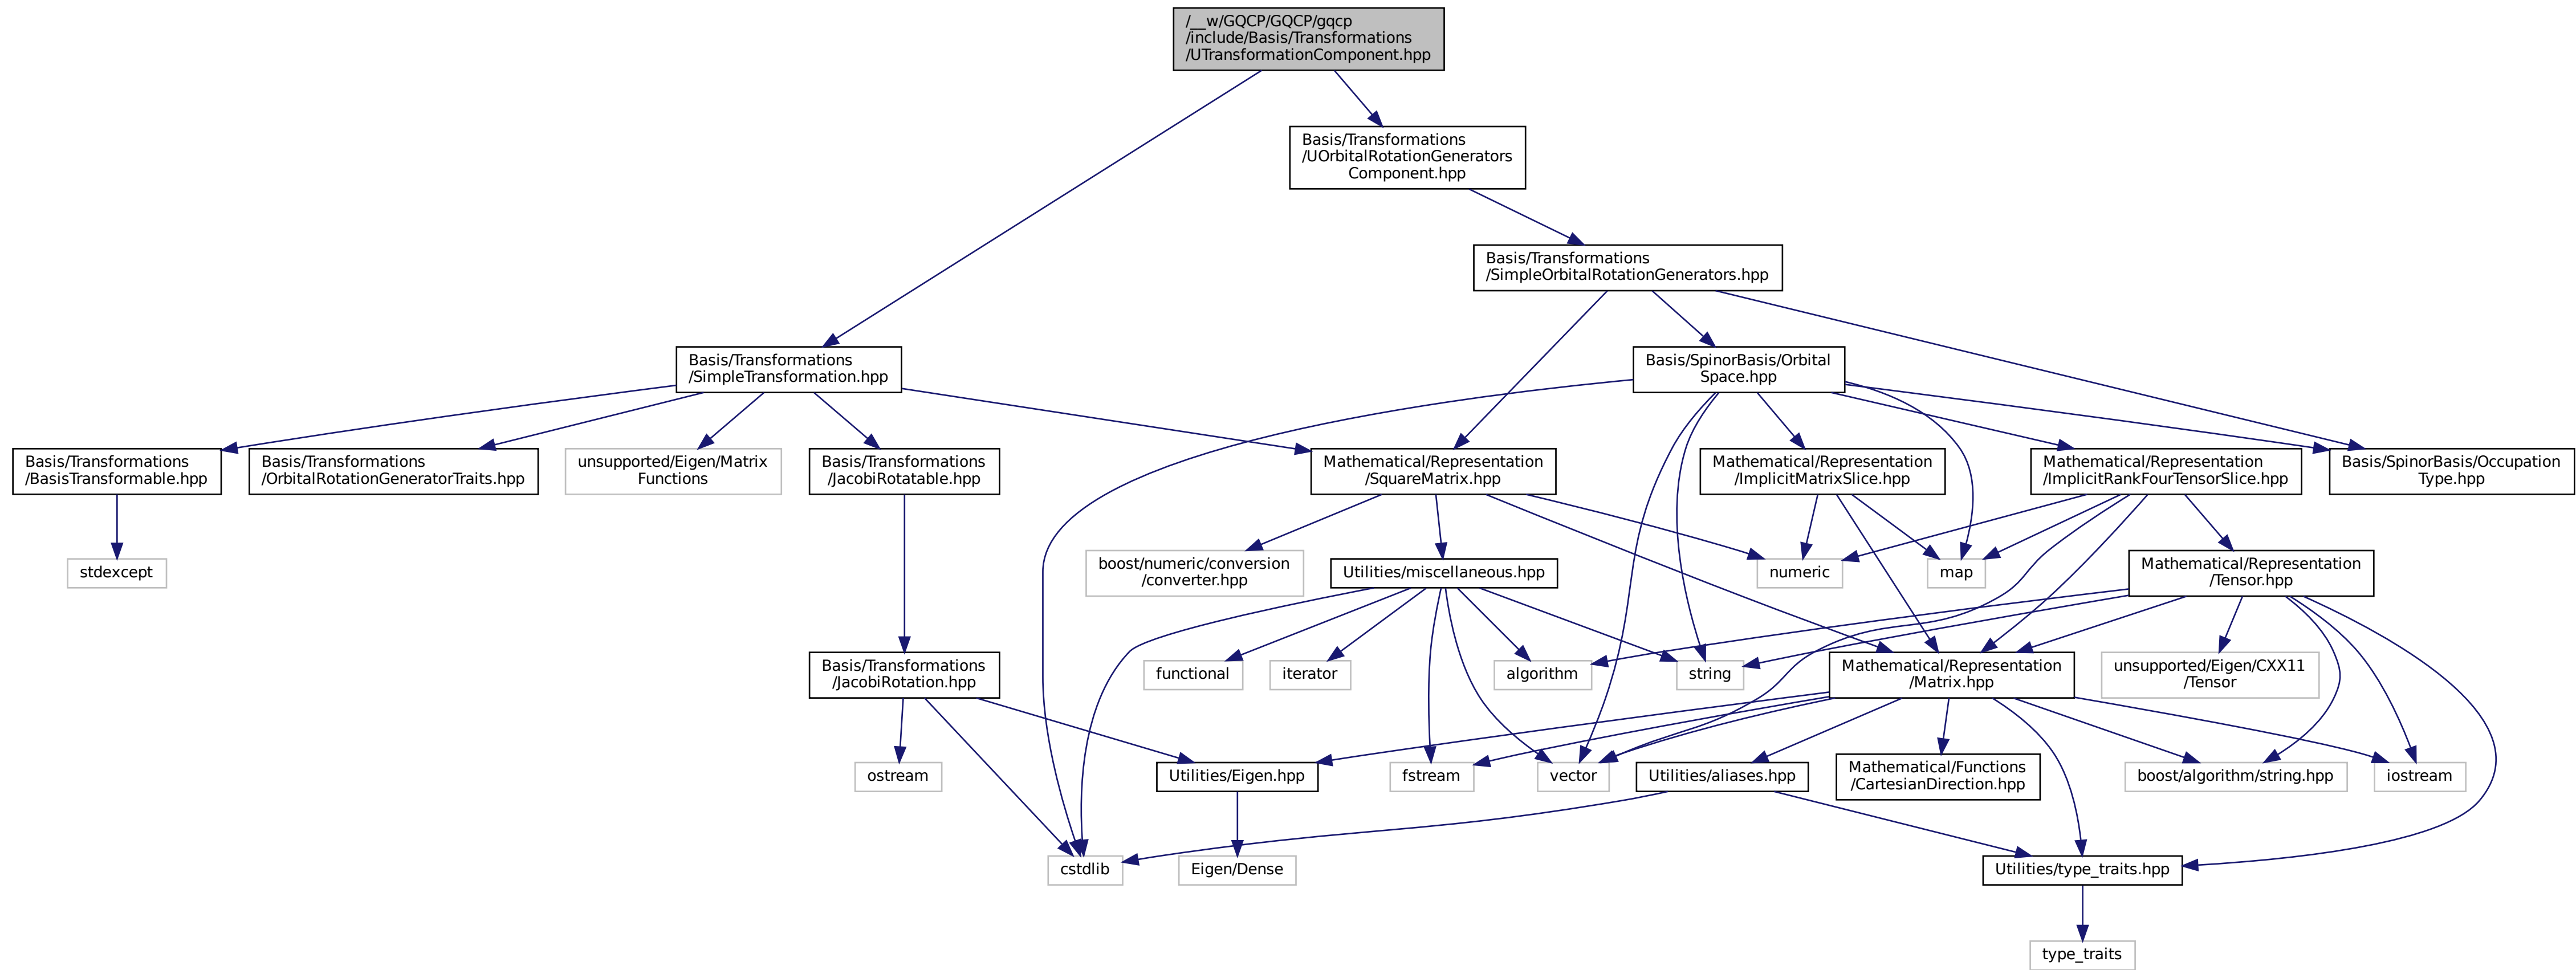 /__w/GQCP/GQCP/gqcp
/include/Basis/Transformations
/UTransformationComponent.hpp
Basis/Transformations
/UOrbitalRotationGenerators
Component.hpp
Basis/Transformations
/SimpleOrbitalRotationGenerators.hpp
Basis/Transformations
/SimpleTransformation.hpp
Basis/SpinorBasis/Orbital
Space.hpp
Basis/Transformations
/BasisTransformable.hpp
Basis/Transformations
/OrbitalRotationGeneratorTraits.hpp
unsupported/Eigen/Matrix
Functions
Basis/Transformations
/JacobiRotatable.hpp
Mathematical/Representation
/SquareMatrix.hpp
Mathematical/Representation
/ImplicitMatrixSlice.hpp
Mathematical/Representation
/ImplicitRankFourTensorSlice.hpp
Basis/SpinorBasis/Occupation
Type.hpp
stdexcept
boost/numeric/conversion
/converter.hpp
Utilities/miscellaneous.hpp
numeric
map
Mathematical/Representation
/Tensor.hpp
Basis/Transformations
/JacobiRotation.hpp
functional
iterator
algorithm
string
Mathematical/Representation
/Matrix.hpp
unsupported/Eigen/CXX11
/Tensor
ostream
Utilities/Eigen.hpp
fstream
vector
Utilities/aliases.hpp
Mathematical/Functions
/CartesianDirection.hpp
boost/algorithm/string.hpp
iostream
cstdlib
Eigen/Dense
Utilities/type_traits.hpp
type_traits